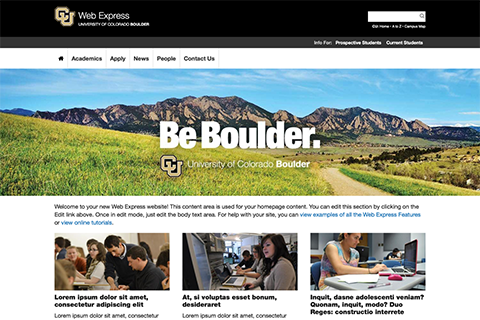 CU
Web Express
UNIVERSITY OF COLORADO BOULDER
CU: Home • A to Z • Campus Map
Info For: Prospective Students Current Students
Academics Apply News People Contact Us
Be Boulder.
CU University of Colorado Boulder
Welcome to your new Web Express website! This content area is used for your homepage content. You can edit this section by clicking on the
Edit link above. Once in edit mode, just edit the body text area. For help with your site, you can view examples of all the Web Express Features
or view online tutorials.
Lorem ipsum dolor sit amet,
consectetur adipiscing elit
Lorem ipsum dolor sit amet, consectetur
At, si voluptas esset bonum,
desideraret
Lorem ipsum dolor sit amet, consectetur
Inquit, dasne adolescenti veniam?
Quonam, inquit, modo? Duo
Reges: constructio interrete